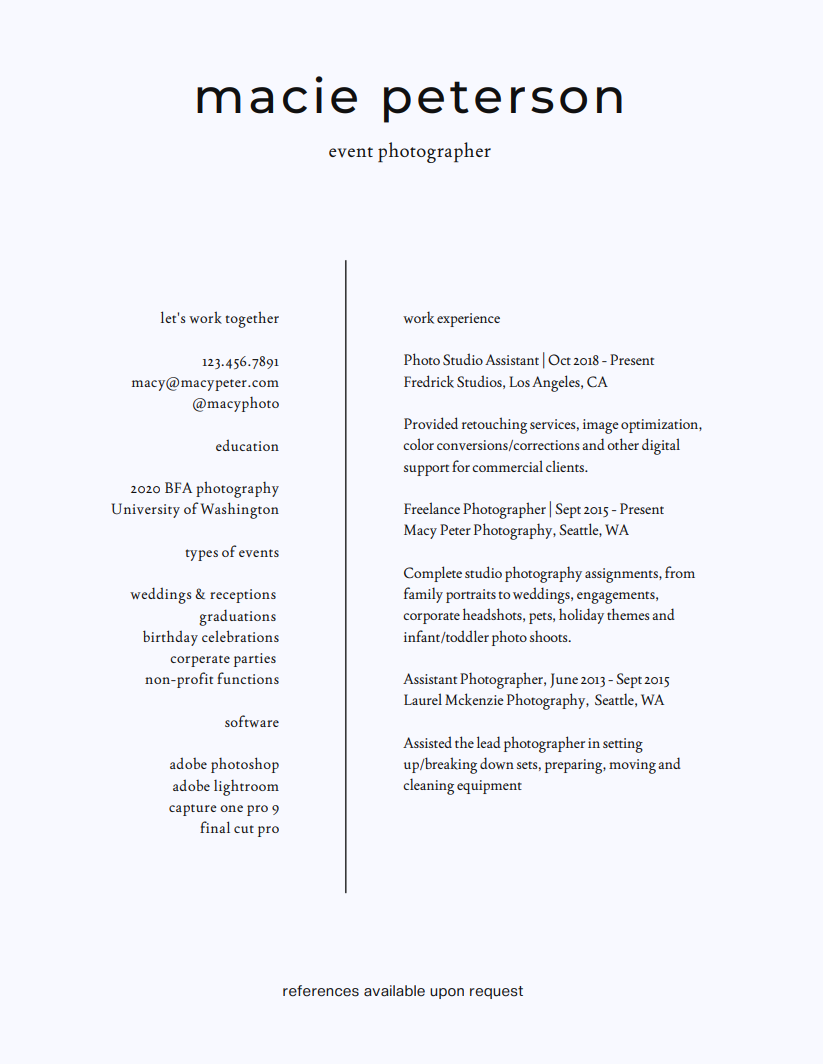 macie peterson
event photographer
let's work together
123.456.7891
macy@macypeter.com
@macyphoto
education
2020 BFA photography
University of Washington
types of events
weddings & receptions
graduations
birthday celebrations
corperate parties
non-profit functions
software
adobe photoshop
adobe lightroom
capture one pro 9
final cut pro
work experience
Photo Studio Assistant | Oct 2018 - Present
Fredrick Studios, Los Angeles, CA
Provided retouching services, image optimization,
color conversions/corrections and other digital
support for commercial clients.
Freelance Photographer | Sept 2015 - Present
Macy Peter Photography, Seattle, WA
Complete studio photography assignments, from
family portraits to weddings, engagements,
corporate headshots, pets, holiday themes and
infant/toddler photo shoots.
Assistant Photographer, June 2013 - Sept 2015
Laurel Mckenzie Photography, Seattle, WA
Assisted the lead photographer in setting
up/breaking down sets, preparing, moving and
cleaning equipment
references available upon request